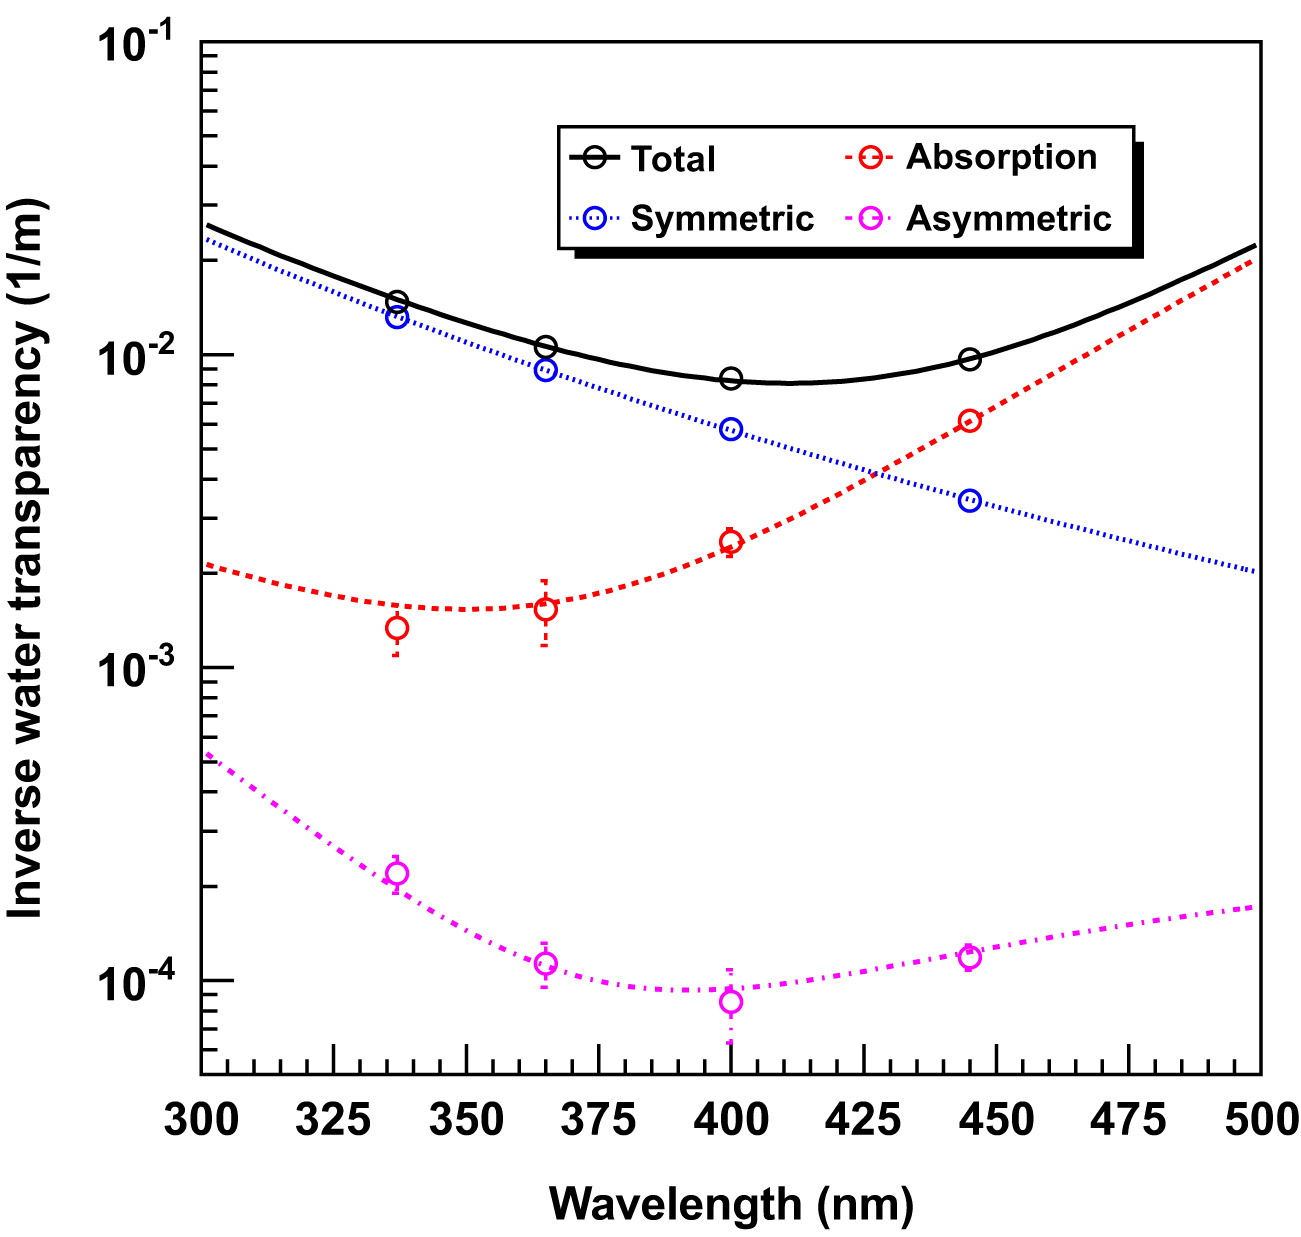 Inverse water transparency (1/m)
10-1
10-2
10-3
10-4
Total
Absorption
Symmetric
Asymmetric
300 325 350 375 400 425 450 475 500
Wavelength (nm)